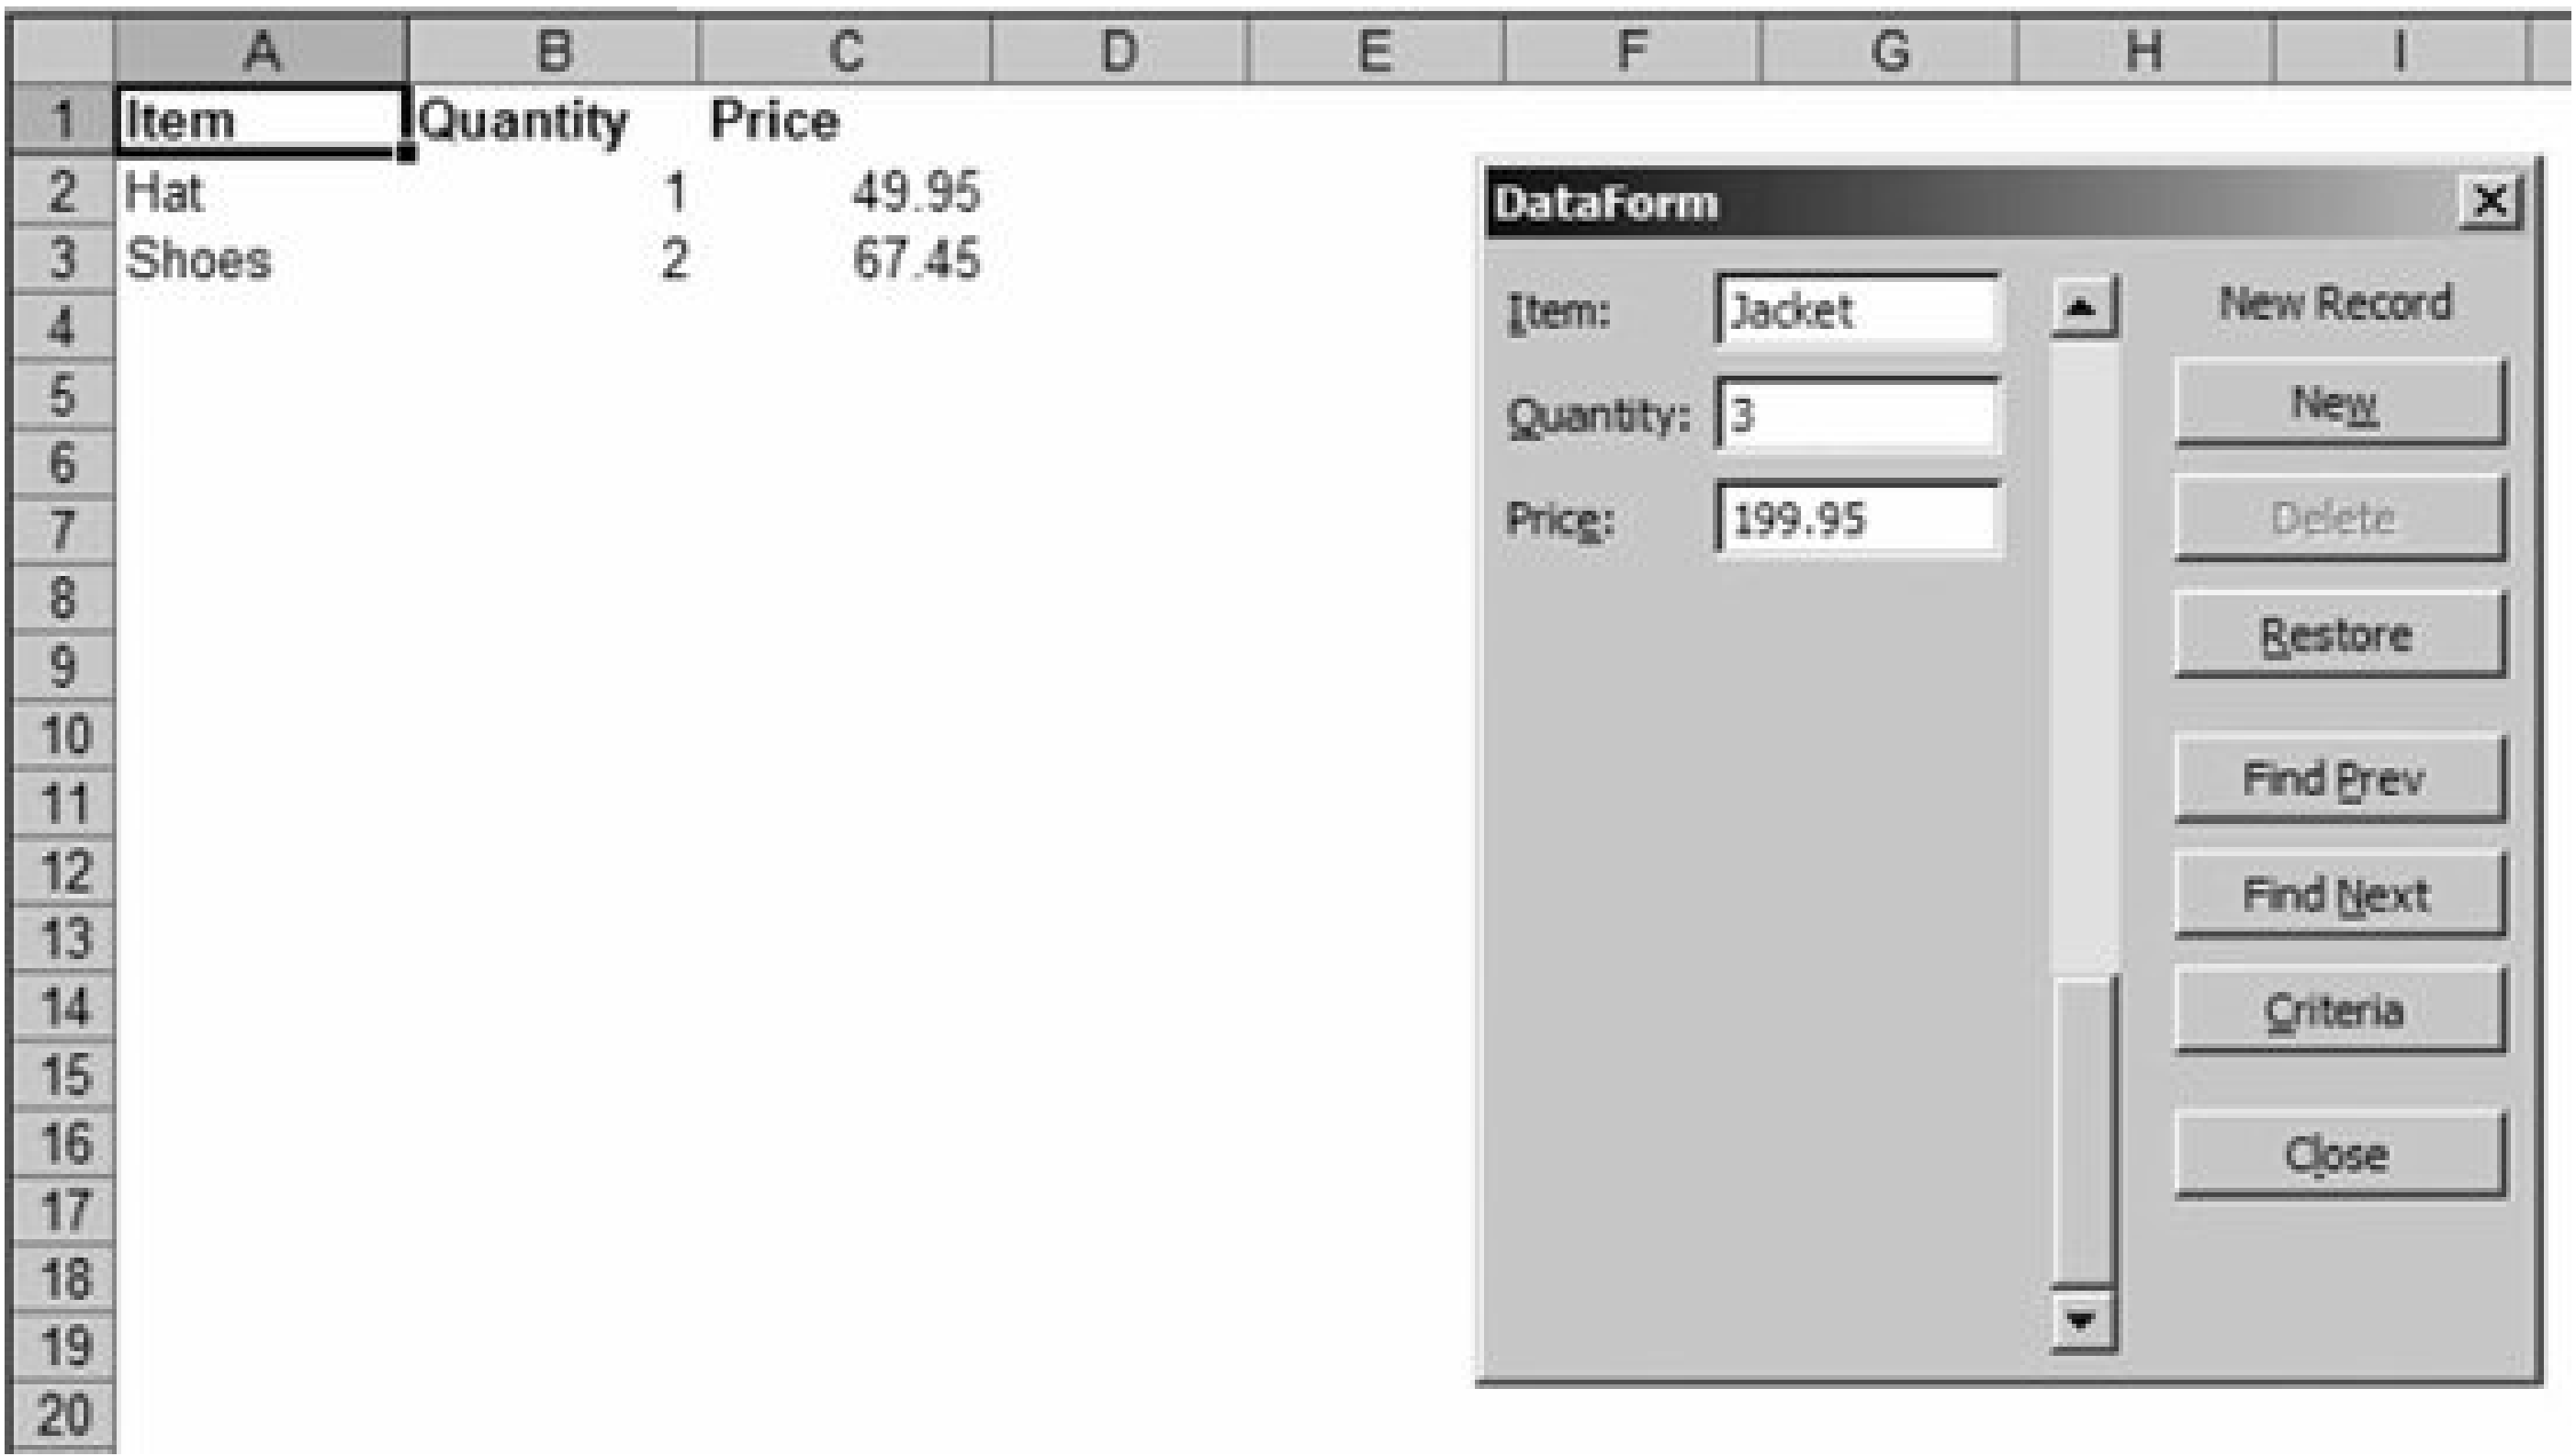 A B C D E F G H I
1 Item Quantity Price
2 Hat 1 49.95
3 Shoes 2 67.45
4
5
6
7
8
9
10
11
12
13
14
15
16
17
18
19
20
DataForm
Item: Jacket
Quantity: 3
Price: 199.95
New Record
New
Delete
Restore
Find Prev
Find Next
Criteria
Close